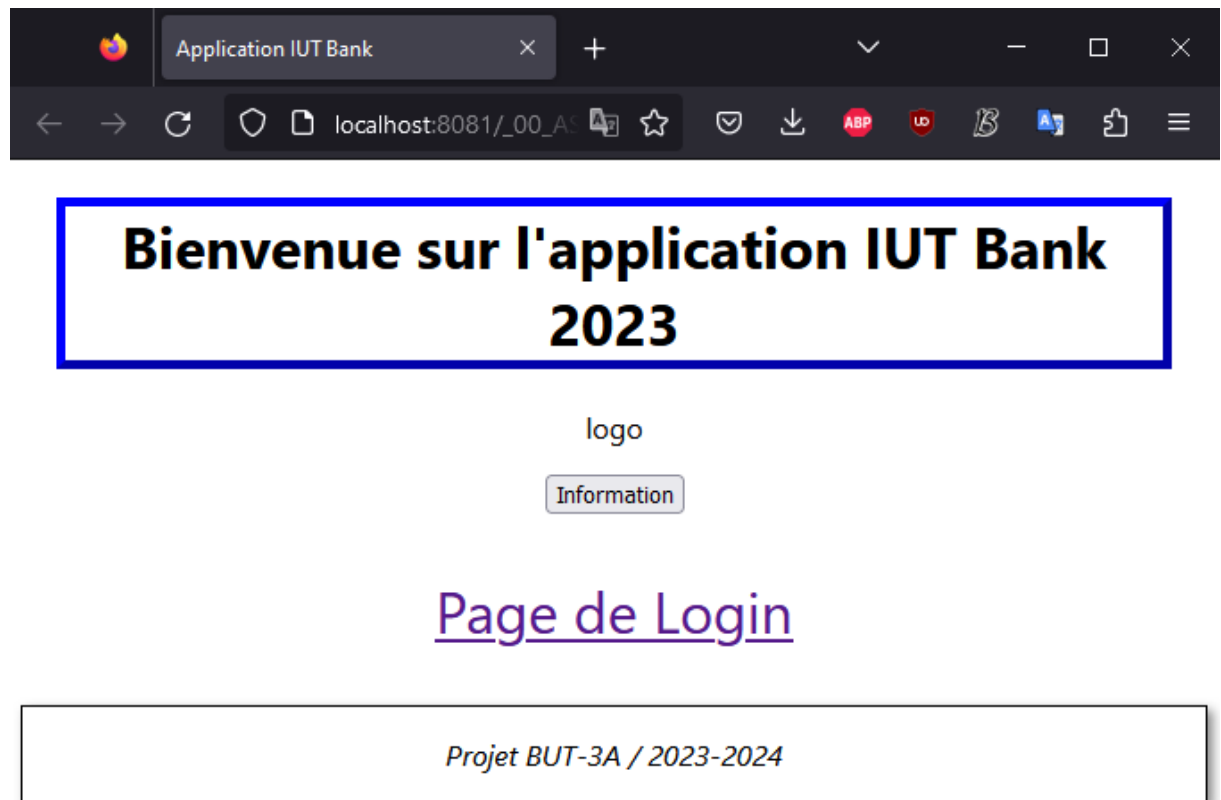 Application IUT Bank
localhost:8081/_00_AS
ABP
UD
Bienvenue sur l'application IUT Bank
2023
logo
Information
Page de Login
Projet BUT-3A / 2023-2024